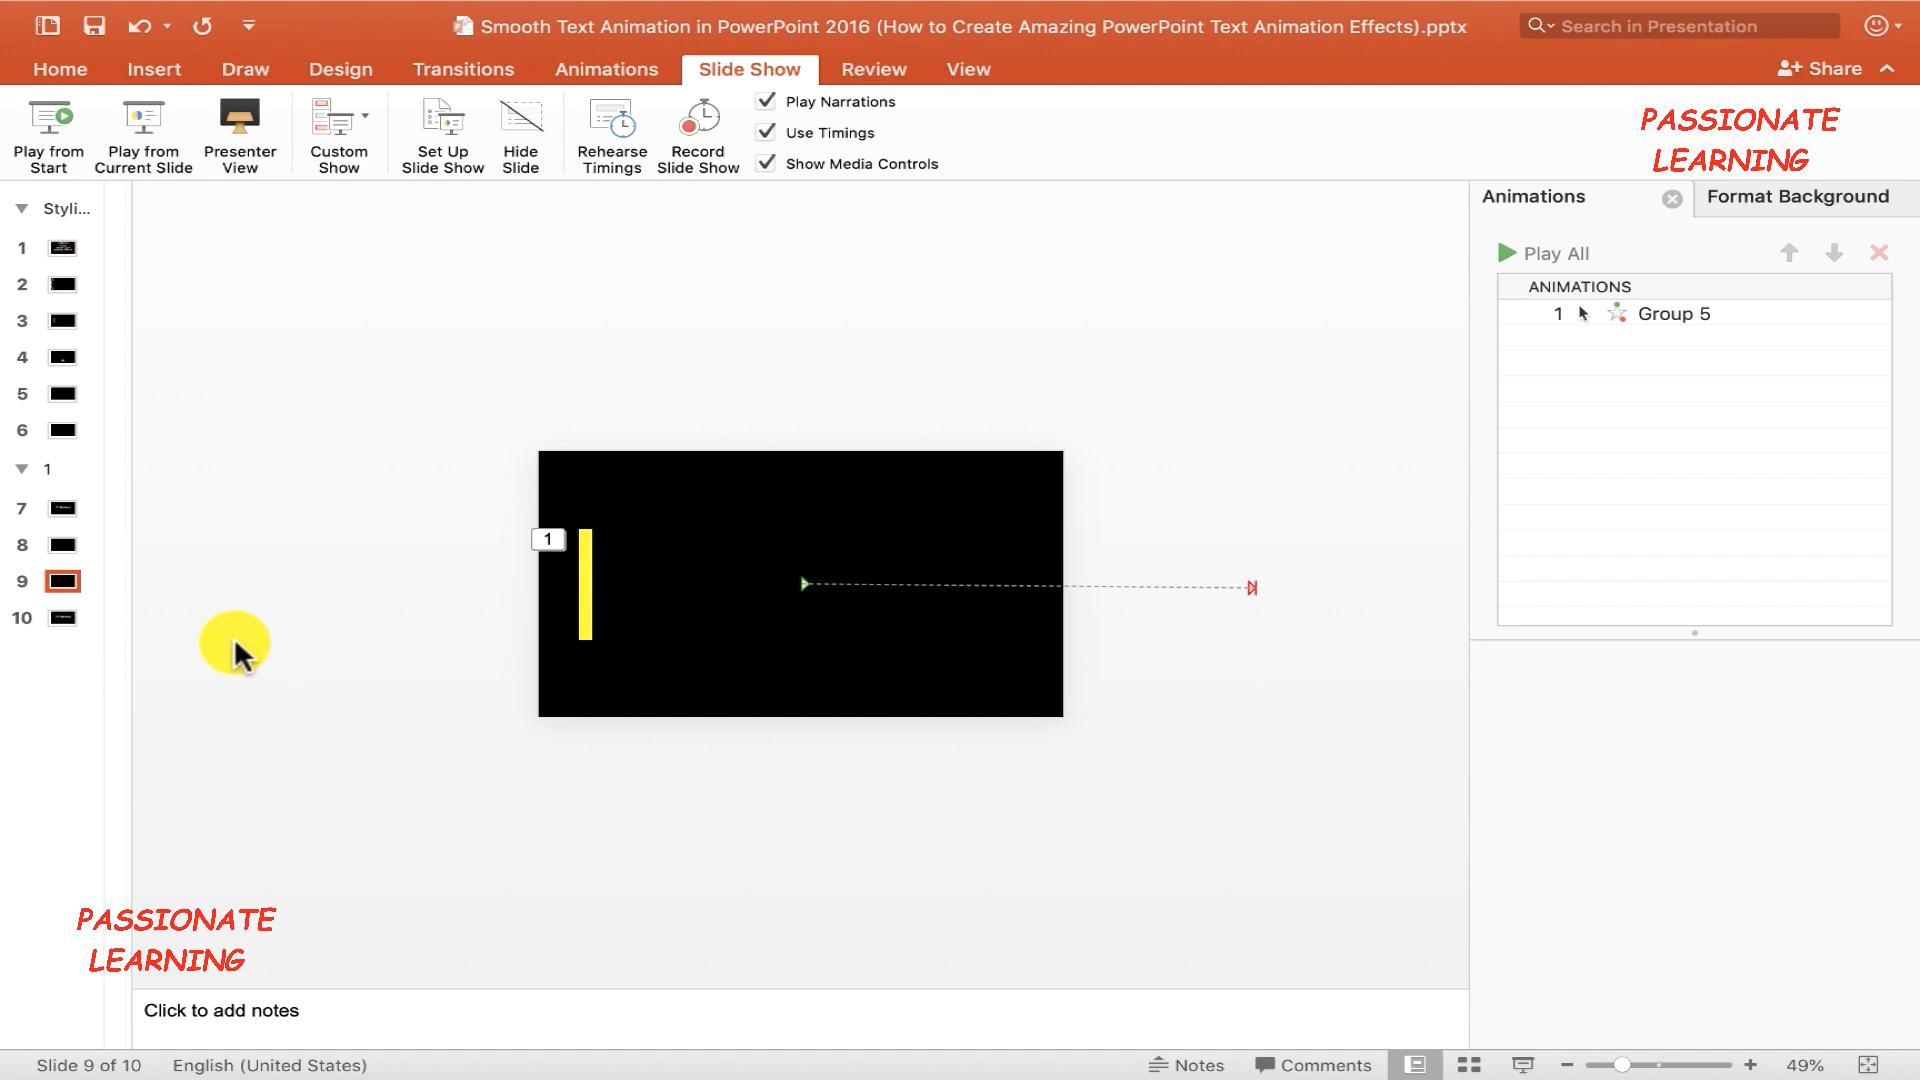 Smooth Text Animation in PowerPoint 2016 (How to Create Amazing PowerPoint Text Animation Effects).pptx
Search in Presentation
Home
Insert
Draw
Design
Transitions
Animations
Slide Show
Review
View
Share
Play from
Start
Play from
Current Slide
Presenter
View
Custom
Show
Set Up
Slide Show
Hide
Slide
Rehearse
Timings
Record
Slide Show
Play Narrations
Use Timings
Show Media Controls
PASSIONATE
LEARNING
Styli...
1
2
3
4
5
6
1
7
8
9
10
1
Animations
Format Background
Play All
ANIMATIONS
1 Group 5
PASSIONATE
LEARNING
Click to add notes
Slide 9 of 10
English (United States)
Notes
Comments
49%